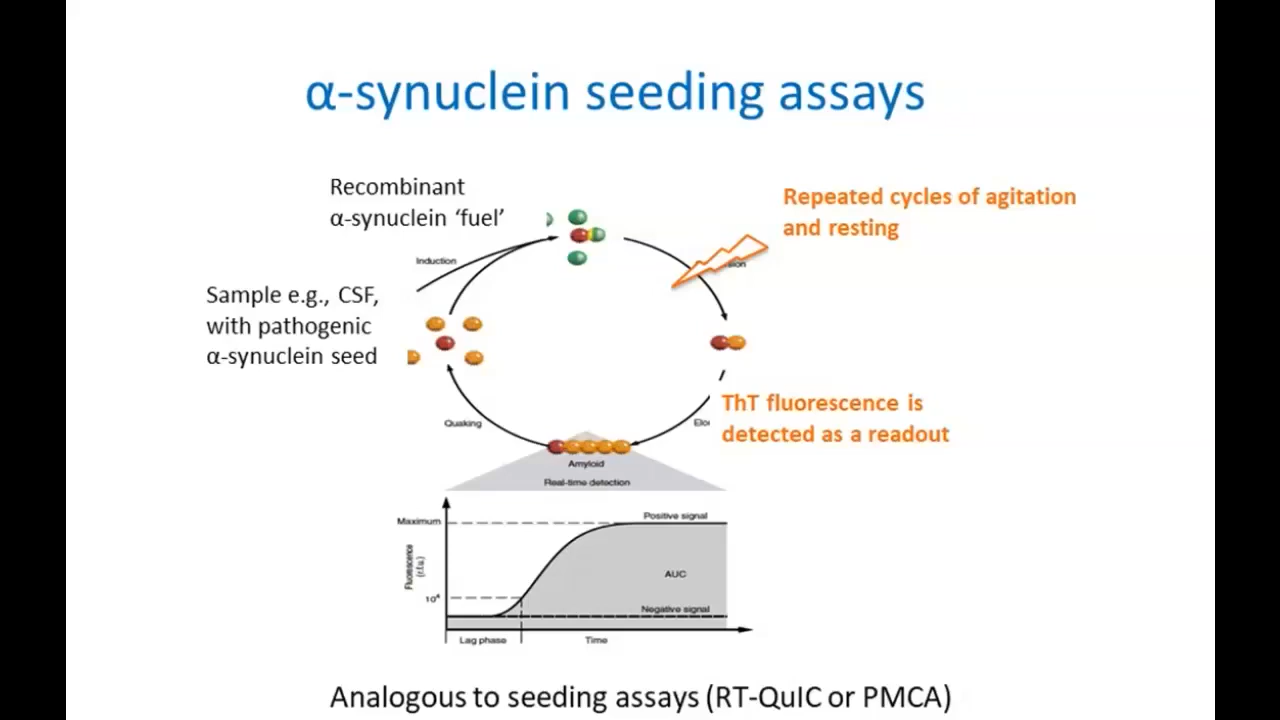 α-synuclein seeding assays
Recombinant
α-synuclein ‘fuel’
Repeated cycles of agitation
and resting
Induction
Sample e.g., CSF,
with pathogenic
α-synuclein seed
ThT fluorescence is
detected as a readout
Quaking
Amyloid
Real-time detection
Maximum
Positive signal
Fluorescence
(r.f.u.)
AUC
10⁴
Negative signal
Lag phase
Time
Analogous to seeding assays (RT-QuIC or PMCA)